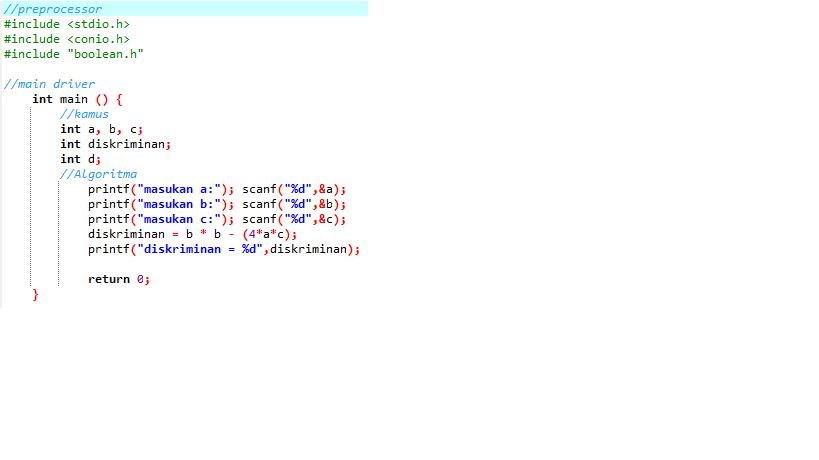 //preprocessor
#include <stdio.h>
#include <conio.h>
#include "boolean.h"
//main driver
int main () {
//kamus
int a, b, c;
int diskriminan;
int d;
//Algoritma
printf("masukan a:"); scanf("%d",&a);
printf("masukan b:"); scanf("%d",&b);
printf("masukan c:"); scanf("%d",&c);
diskriminan = b * b - (4*a*c);
printf("diskriminan = %d",diskriminan);
return 0;
}